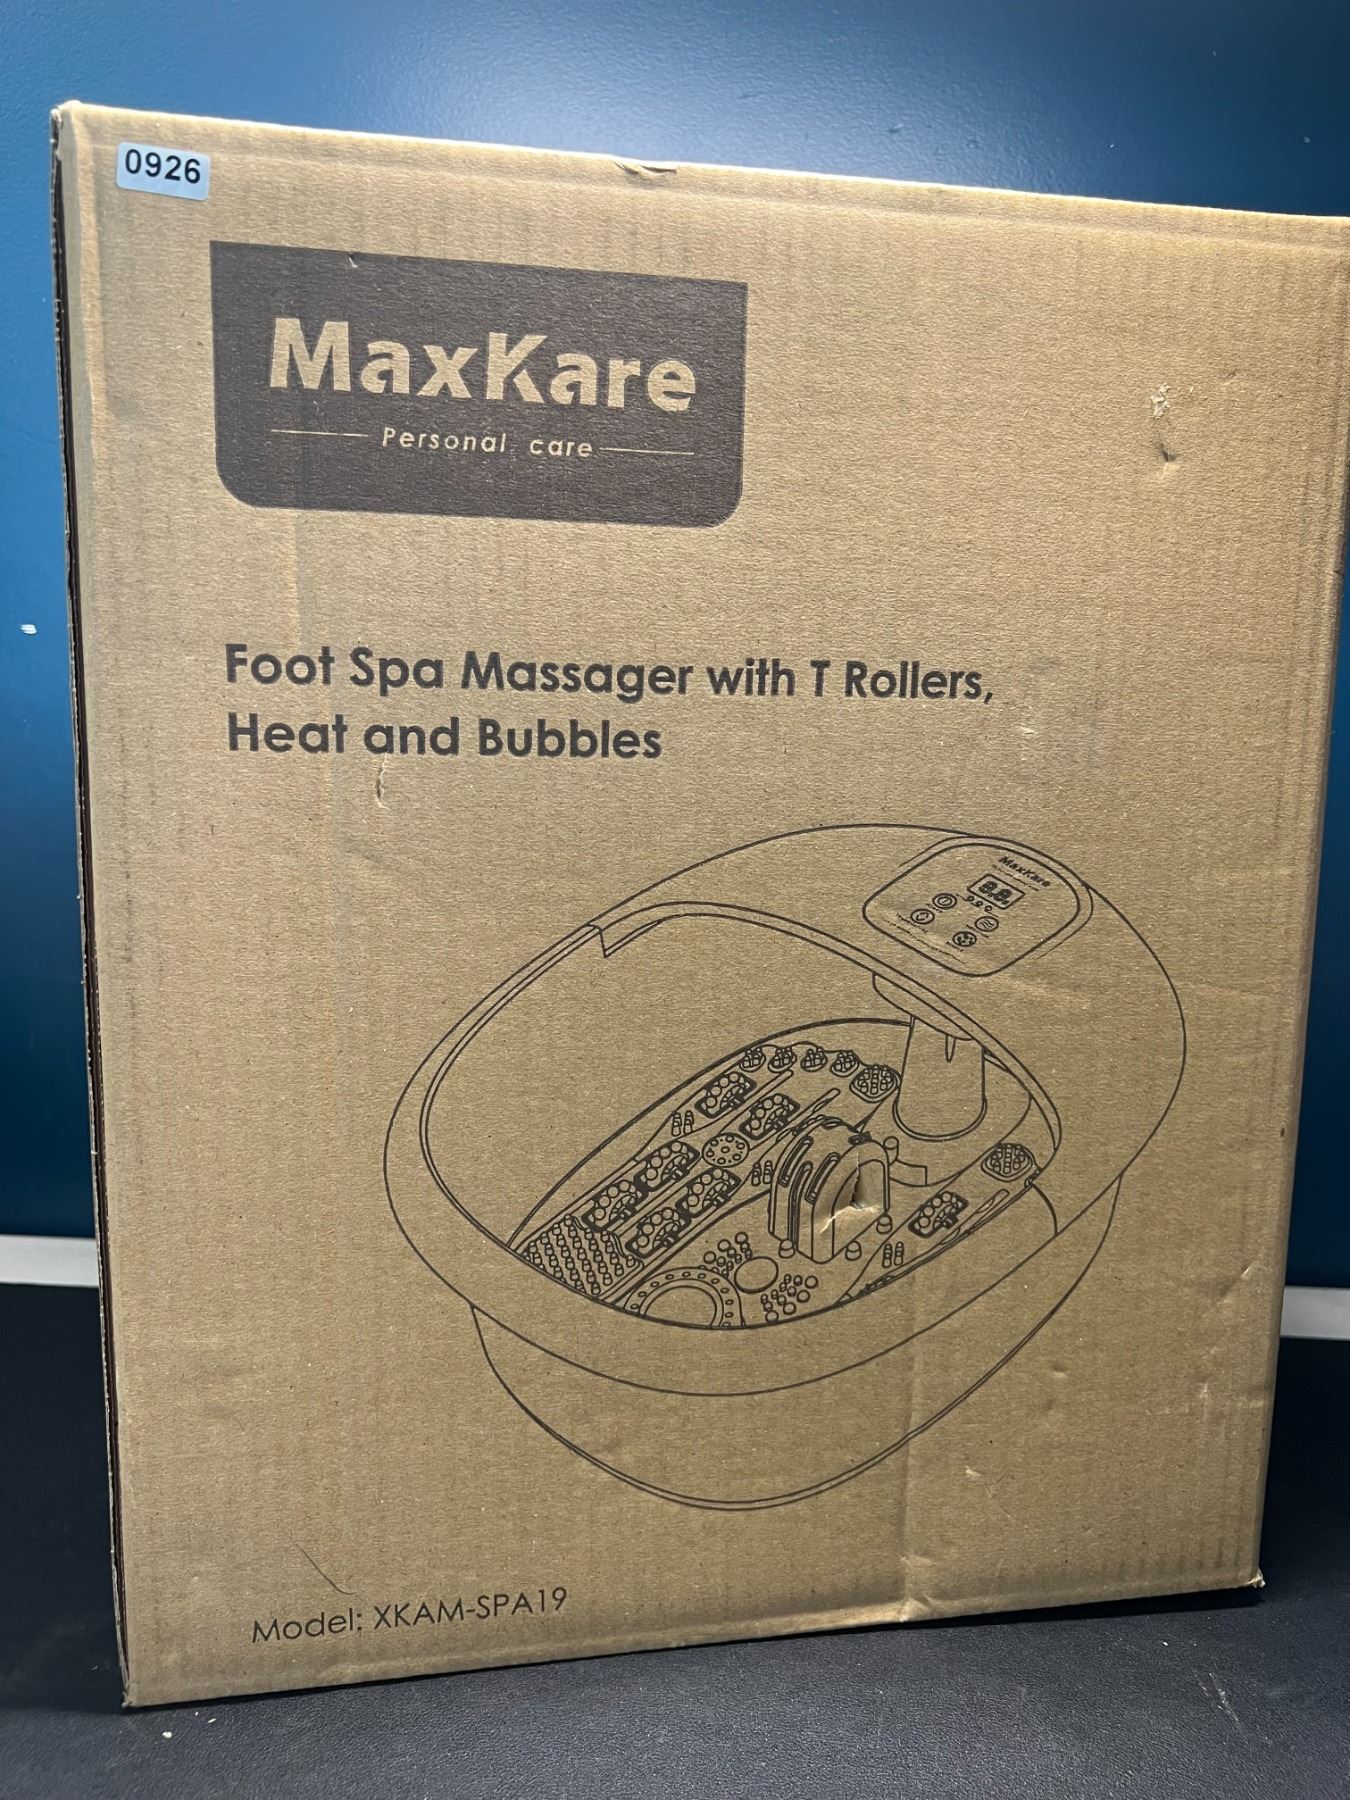 0926
MaxKare
Personal care
Foot Spa Massager with T Rollers,
Heat and Bubbles
MaxKare
Model: XKAM-SPA19